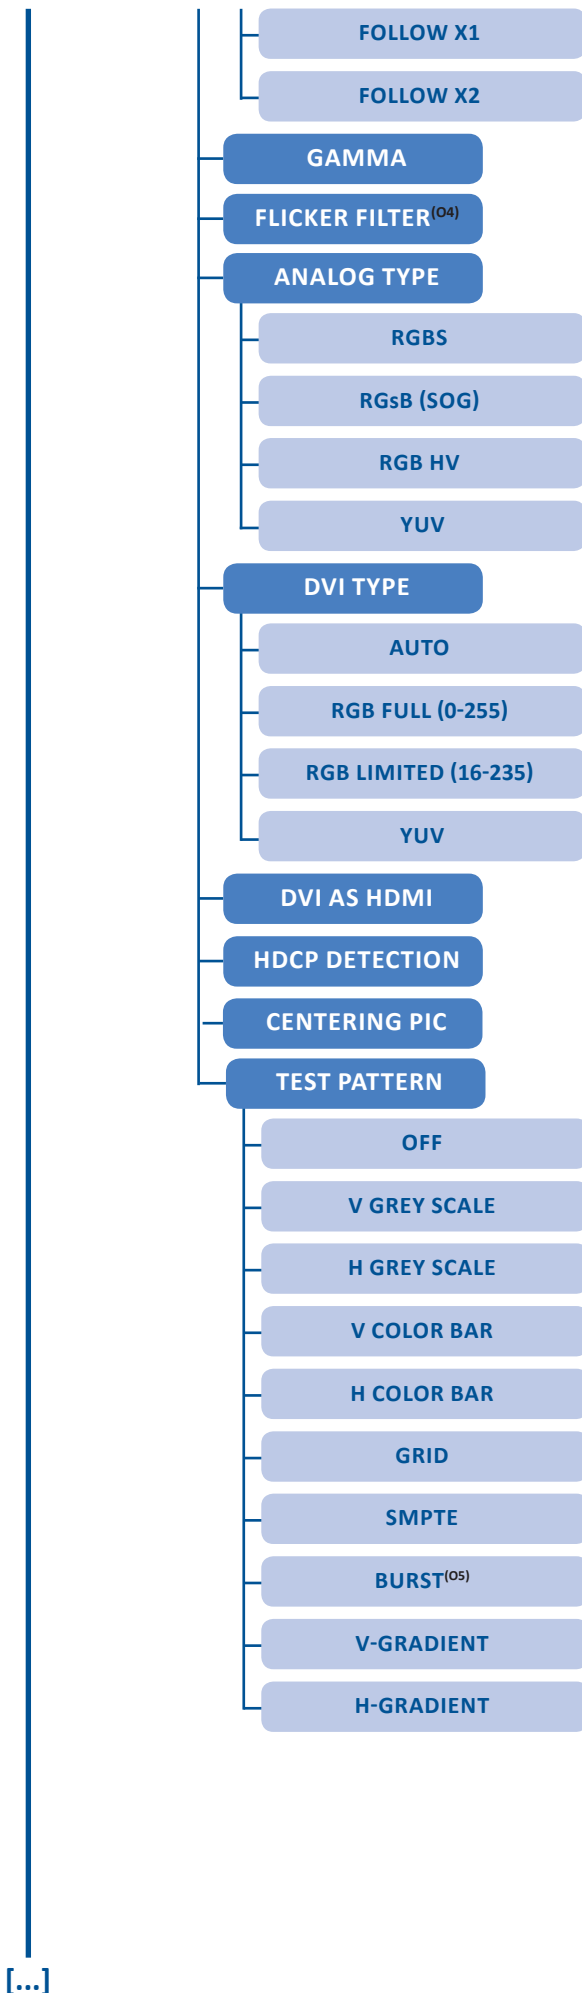 FOLLOW X1
FOLLOW X2
GAMMA
FLICKER FILTER(O4)
ANALOG TYPE
RGBS
RGsB (SOG)
RGB HV
YUV
DVI TYPE
AUTO
RGB FULL (0-255)
RGB LIMITED (16-235)
YUV
DVI AS HDMI
HDCP DETECTION
CENTERING PIC
TEST PATTERN
OFF
V GREY SCALE
H GREY SCALE
V COLOR BAR
H COLOR BAR
GRID
SMPTE
BURST(O5)
V-GRADIENT
H-GRADIENT
[...]